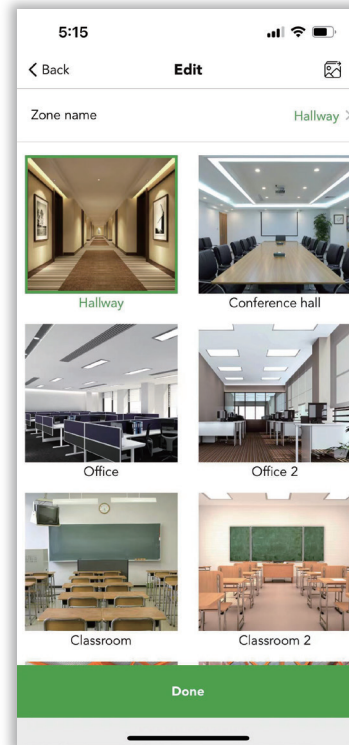 5:15
Back
Edit
Zone name
Hallway
Hallway
Conference hall
Office
Office 2
Classroom
Classroom 2
Done